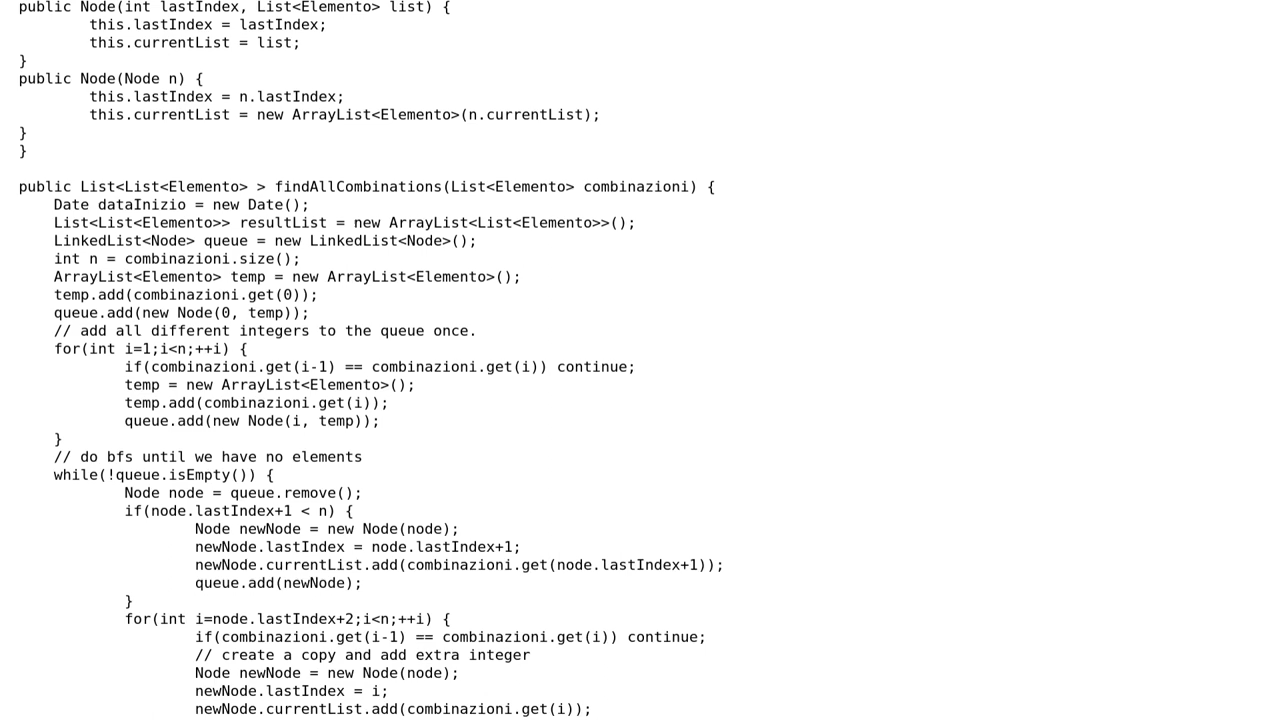 public Node(int lastIndex, List<Elemento> list) {
        this.lastIndex = lastIndex;
        this.currentList = list;
}
public Node(Node n) {
        this.lastIndex = n.lastIndex;
        this.currentList = new ArrayList<Elemento>(n.currentList);
}
}

public List<List<Elemento> > findAllCombinations(List<Elemento> combinazioni) {
    Date dataInizio = new Date();
    List<List<Elemento>> resultList = new ArrayList<List<Elemento>>();
    LinkedList<Node> queue = new LinkedList<Node>();
    int n = combinazioni.size();
    ArrayList<Elemento> temp = new ArrayList<Elemento>();
    temp.add(combinazioni.get(0));
    queue.add(new Node(0, temp));
    // add all different integers to the queue once.
    for(int i=1;i<n;++i) {
            if(combinazioni.get(i-1) == combinazioni.get(i)) continue;
            temp = new ArrayList<Elemento>();
            temp.add(combinazioni.get(i));
            queue.add(new Node(i, temp));
    }
    // do bfs until we have no elements
    while(!queue.isEmpty()) {
            Node node = queue.remove();
            if(node.lastIndex+1 < n) {
                    Node newNode = new Node(node);
                    newNode.lastIndex = node.lastIndex+1;
                    newNode.currentList.add(combinazioni.get(node.lastIndex+1));
                    queue.add(newNode);
            }
            for(int i=node.lastIndex+2;i<n;++i) {
                    if(combinazioni.get(i-1) == combinazioni.get(i)) continue;
                    // create a copy and add extra integer
                    Node newNode = new Node(node);
                    newNode.lastIndex = i;
                    newNode.currentList.add(combinazioni.get(i));